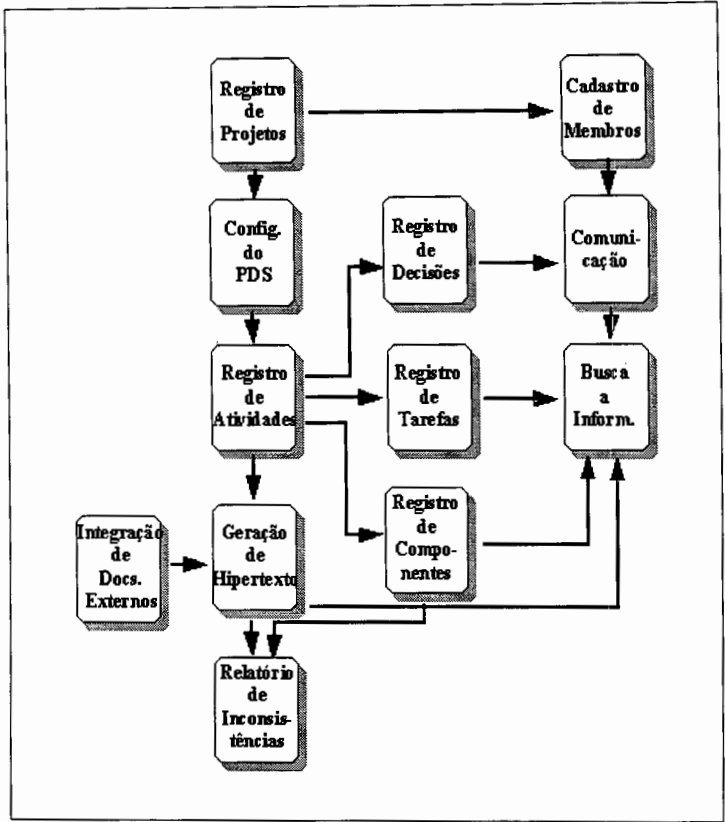 Registro
de
Projetos
Cadastro
de
Membros
Config.
do
PDS
Registro
de
Decisões
Comuni-
cação
Registro
de
Atividades
Registro
de
Tarefas
Busca
a
Inform.
Integração
de
Docs.
Externos
Geração
de
Hipertexto
Registro
de
Compo-
nentes
Relatório
de
Inconsis-
tências